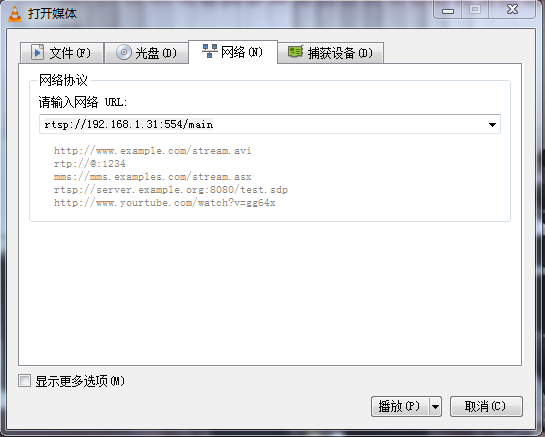 打开媒体
文件(F)
光盘(D)
网络(N)
捕获设备(D)
网络协议
请输入网络 URL:
rtsp://192.168.1.31:554/main
http://www.example.com/stream.avi
rtp://@:1234
mms://mms.examples.com/stream.asx
rtsp://server.example.org:8080/test.sdp
http://www.yourtube.com/watch?v=gg64x
显示更多选项(M)
播放(P)
取消(C)